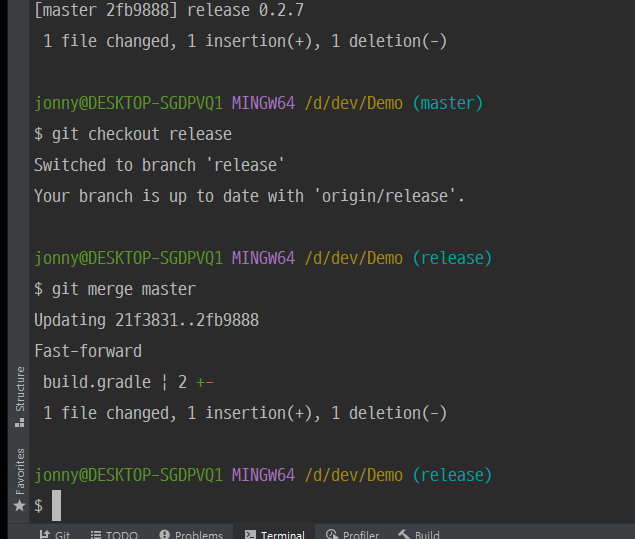 [master 2fb9888] release 0.2.7
1 file changed, 1 insertion(+), 1 deletion(-)
jonny@DESKTOP-SGDPVQ1 MINGW64 /d/dev/Demo (master)
$ git checkout release
Switched to branch 'release'
Your branch is up to date with 'origin/release'.
jonny@DESKTOP-SGDPVQ1 MINGW64 /d/dev/Demo (release)
$ git merge master
Updating 21f3831..2fb9888
Fast-forward
build.gradle ¦ 2 +-
1 file changed, 1 insertion(+), 1 deletion(-)
jonny@DESKTOP-SGDPVQ1 MINGW64 /d/dev/Demo (release)
$
Structure
Favorites
Git TODO Problems Terminal Profiler Build